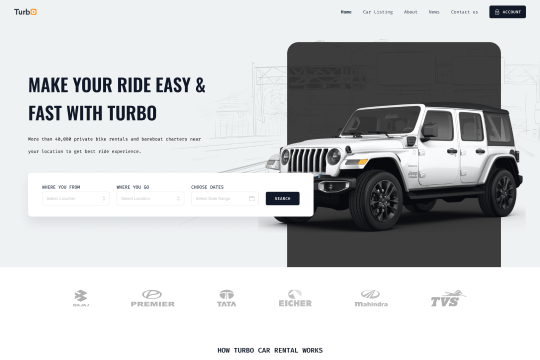 Turbo
Home Car Listing About News Contact us ACCOUNT
MAKE YOUR RIDE EASY &
FAST WITH TURBO
More than 40,000 private bike rentals and bareboat charters near
your location to get best ride experience.
WHERE YOU FROM WHERE YOU GO CHOOSE DATES
Select Location Select Location Select Date Range SEARCH
BAJAJ PREMIER TATA EICHER mahindra TVS
HOW TURBO CAR RENTAL WORKS